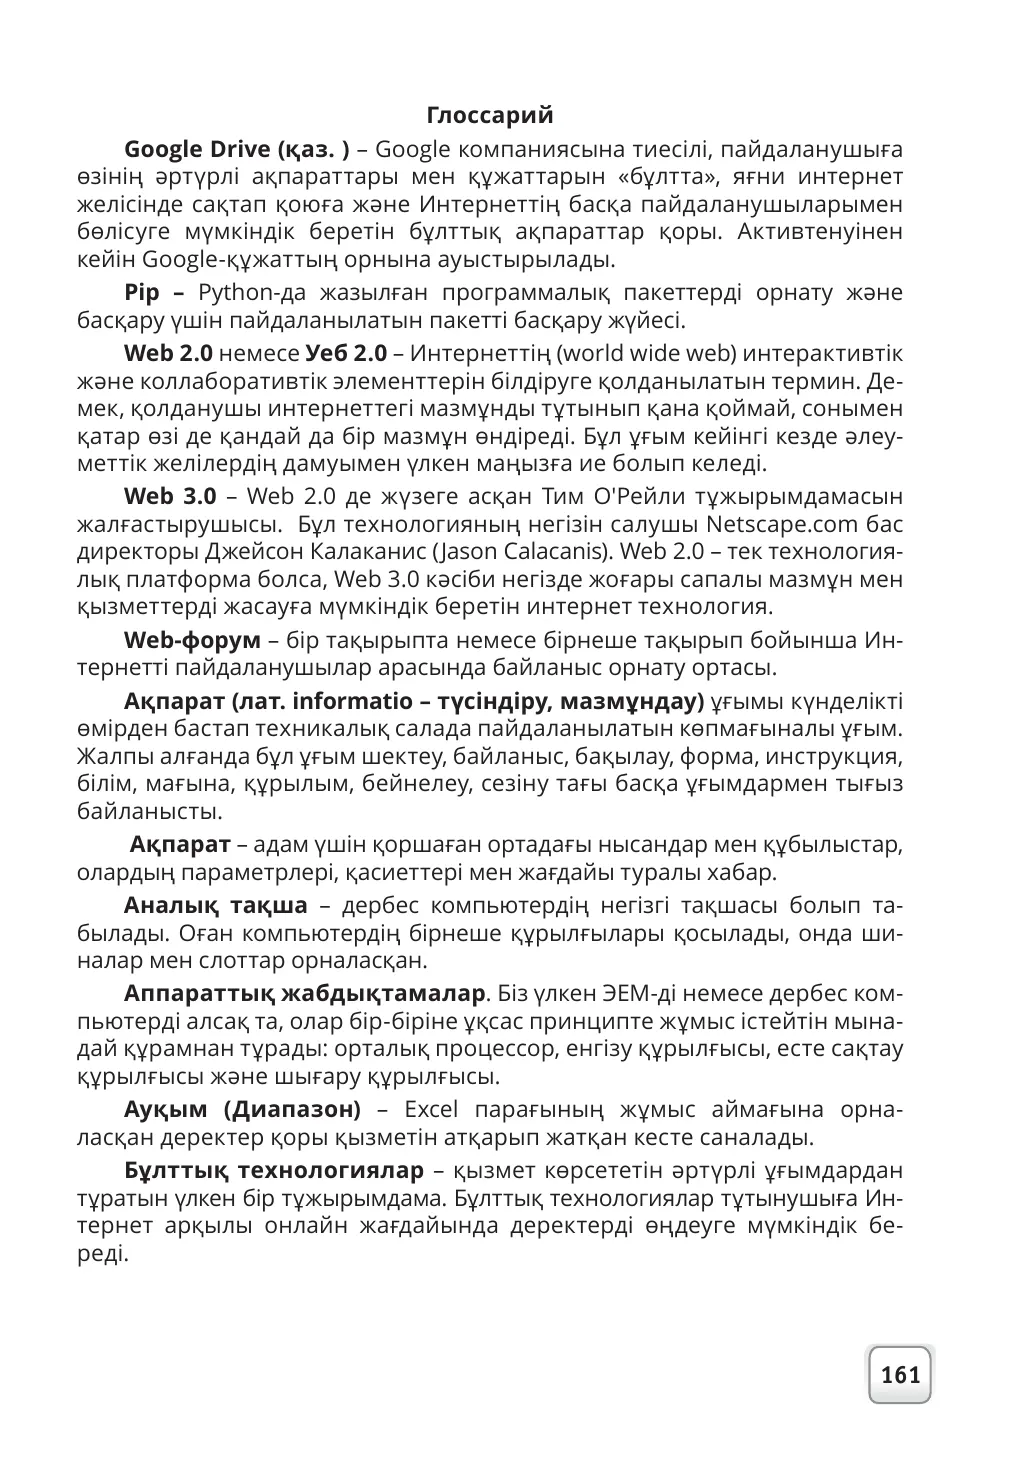 Глоссарий
Google Drive (қаз. ) – Google компаниясына тиесілі, пайдаланушыға
өзінің әртүрлі ақпараттары мен құжаттарын «бұлтта», яғни интернет
желісінде сақтап қоюға және Интернеттің басқа пайдаланушыларымен
бөлісуге мүмкіндік беретін бұлттық ақпараттар қоры. Активтенуінен
кейін Google-құжаттың орнына ауыстырылады.
Pip – Python-да жазылған программалық пакеттерді орнату және
басқару үшін пайдаланылатын пакетті басқару жүйесі.
Web 2.0 немесе Уеб 2.0 – Интернеттің (world wide web) интерактивтік
және коллаборативтік элементтерін білдіруге қолданылатын термин. Де-
мек, қолданушы интернеттегі мазмұнды тұтынып қана қоймай, сонымен
қатар өзі де қандай да бір мазмұн өндіреді. Бұл ұғым кейінгі кезде әлеу-
меттік желілердің дамуымен үлкен маңызға ие болып келеді.
Web 3.0 – Web 2.0 де жүзеге асқан Тим О'Рейли тұжырымдамасын
жалғастырушысы. Бұл технологияның негізін салушы Netscape.com бас
директоры Джейсон Калаканис (Jason Calacanis). Web 2.0 – тек технология-
лық платформа болса, Web 3.0 кәсіби негізде жоғары сапалы мазмұн мен
қызметтерді жасауға мүмкіндік беретін интернет технология.
Web-форум – бір тақырыпта немесе бірнеше тақырып бойынша Ин-
тернетті пайдаланушылар арасында байланыс орнату ортасы.
Ақпарат (лат. informatio – түсіндіру, мазмұндау) ұғымы күнделікті
өмірден бастап техникалық салада пайдаланылатын көпмағыналы ұғым.
Жалпы алғанда бұл ұғым шектеу, байланыс, бақылау, форма, инструкция,
білім, мағына, құрылым, бейнелеу, сезіну тағы басқа ұғымдармен тығыз
байланысты.
Ақпарат – адам үшін қоршаған ортадағы нысандар мен құбылыстар,
олардың параметрлері, қасиеттері мен жағдайы туралы хабар.
Аналық тақша – дербес компьютердің негізгі тақшасы болып та-
былады. Оған компьютердің бірнеше құрылғылары қосылады, онда ши-
налар мен слоттар орналасқан.
Аппараттық жабдықтамалар. Біз үлкен ЭЕМ-ді немесе дербес ком-
пьютерді алсақ та, олар бір-біріне ұқсас принципте жұмыс істейтін мына-
дай құрамнан тұрады: орталық процессор, енгізу құрылғысы, есте сақтау
құрылғысы және шығару құрылғысы.
Ауқым (Диапазон) – Excel парағының жұмыс аймағына орна-
ласқан деректер қоры қызметін атқарып жатқан кесте саналады.
Бұлттық технологиялар – қызмет көрсететін әртүрлі ұғымдардан
тұратын үлкен бір тұжырымдама. Бұлттық технологиялар тұтынушыға Ин-
тернет арқылы онлайн жағдайында деректерді өңдеуге мүмкіндік бе-
реді.
161